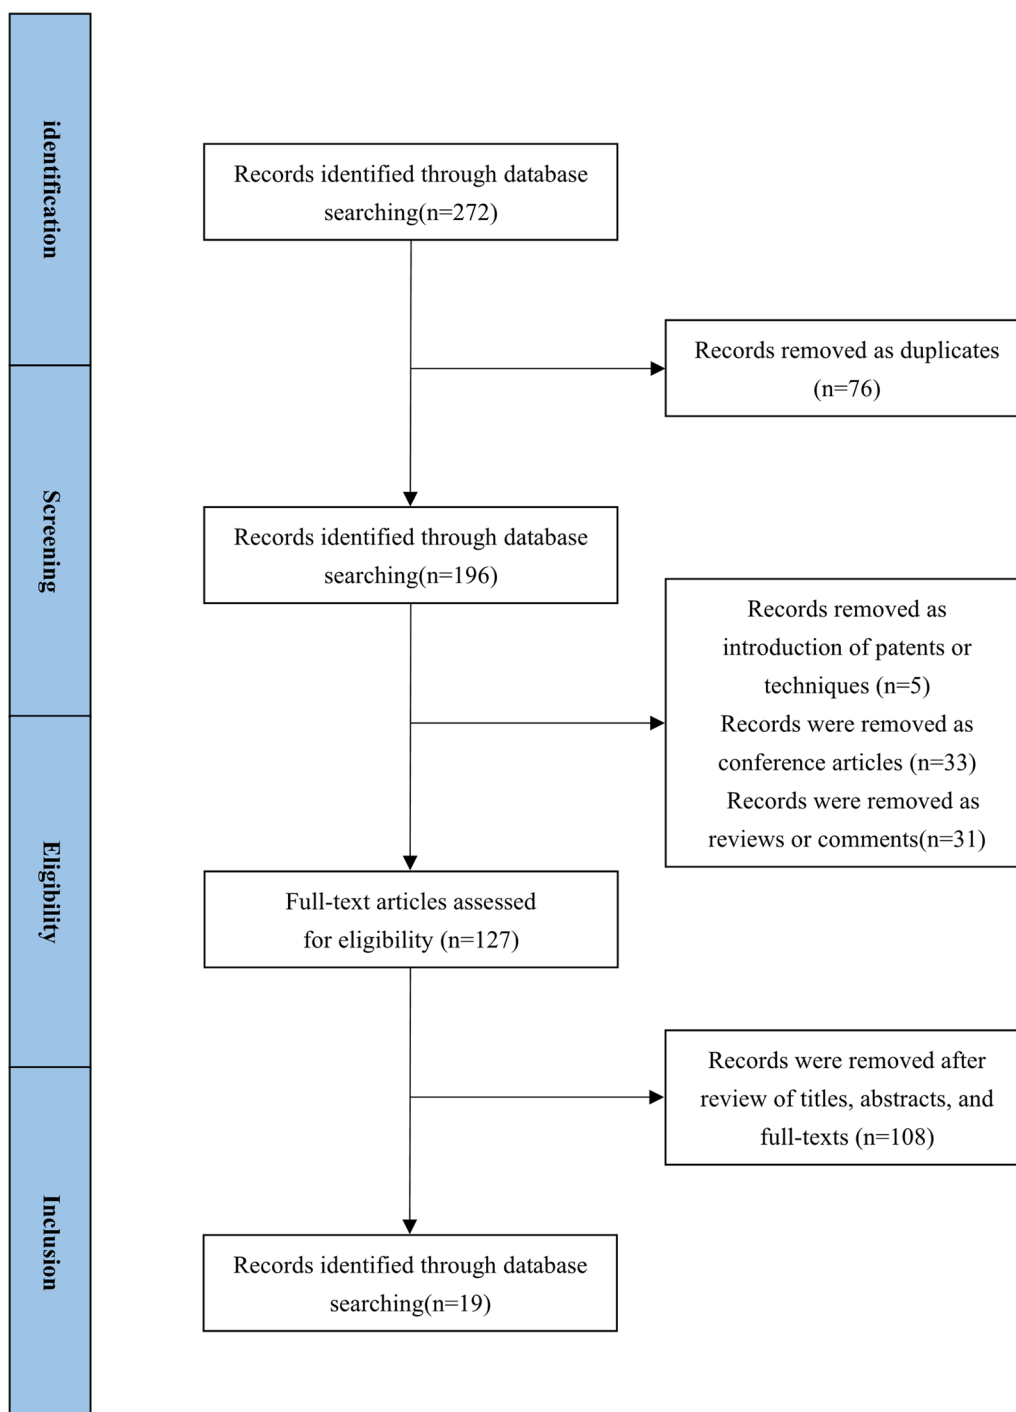 identification
Records identified through database
searching(n=272)
Records removed as duplicates
(n=76)
Screening
Records identified through database
searching(n=196)
Records removed as
introduction of patents or
techniques (n=5)
Records were removed as
conference articles (n=33)
Records were removed as
reviews or comments(n=31)
Eligibility
Full-text articles assessed
for eligibility (n=127)
Records were removed after
review of titles, abstracts, and
full-texts (n=108)
Inclusion
Records identified through database
searching(n=19)